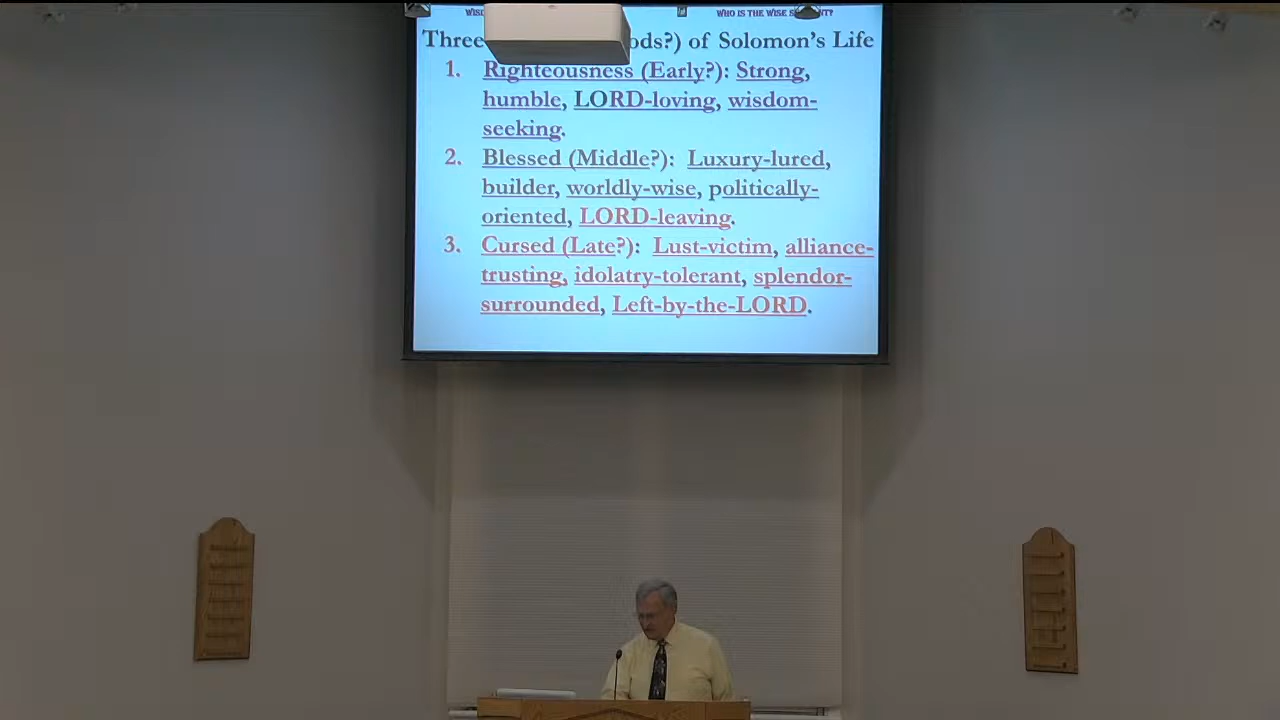 WHO IS THE WISE
Three of Solomon's Life
1. Righteousness (Early?): Strong,
humble, LORD-loving, wisdom-
seeking.
2. Blessed (Middle?): Luxury-lured,
builder, worldly-wise, politically-
oriented, LORD-leaving.
3. Cursed (Late?): Lust-victim, alliance-
trusting, idolatry-tolerant, splendor-
surrounded, Left-by-the-LORD.